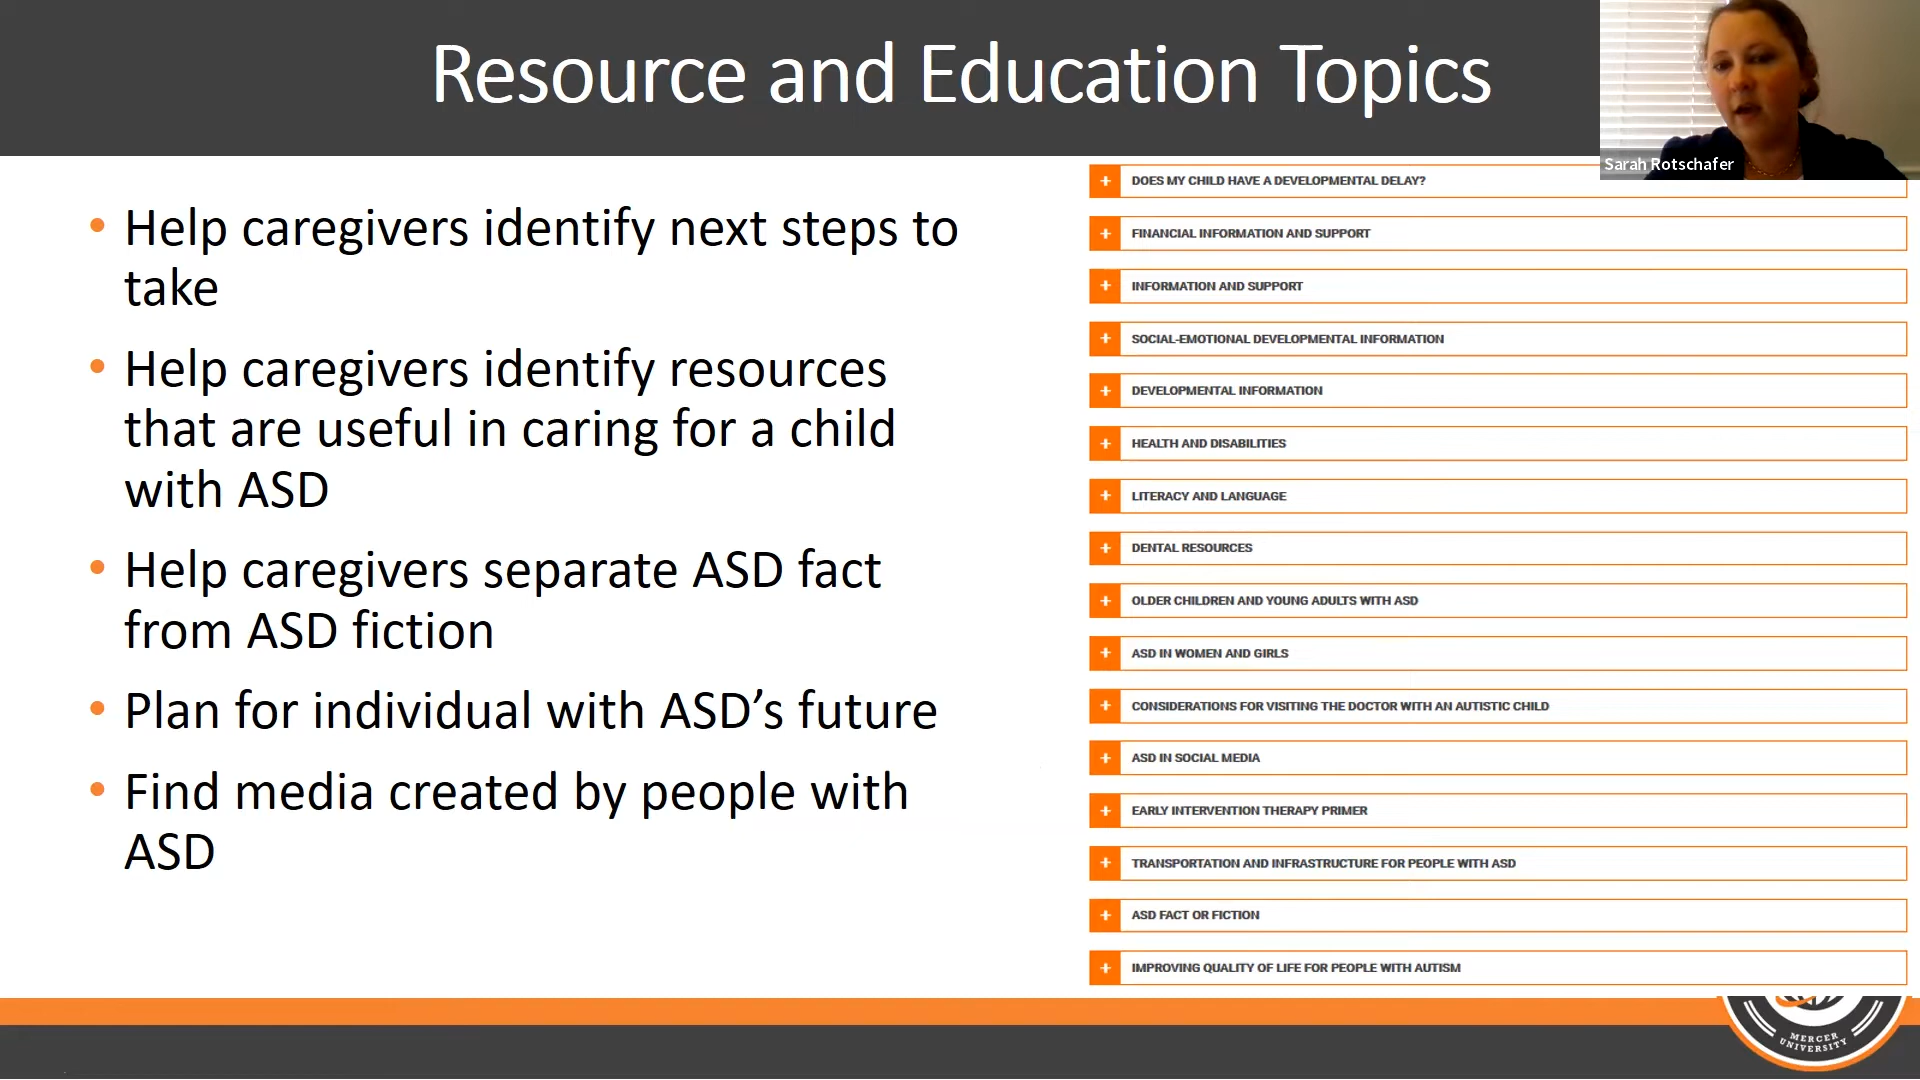 Resource and Education Topics
Sarah Rotschafer
• Help caregivers identify next steps to
take
• Help caregivers identify resources
that are useful in caring for a child
with ASD
• Help caregivers separate ASD fact
from ASD fiction
• Plan for individual with ASD’s future
• Find media created by people with
ASD
+ DOES MY CHILD HAVE A DEVELOPMENTAL DELAY?
+ FINANCIAL INFORMATION AND SUPPORT
+ INFORMATION AND SUPPORT
+ SOCIAL-EMOTIONAL DEVELOPMENTAL INFORMATION
+ DEVELOPMENTAL INFORMATION
+ HEALTH AND DISABILITIES
+ LITERACY AND LANGUAGE
+ DENTAL RESOURCES
+ OLDER CHILDREN AND YOUNG ADULTS WITH ASD
+ ASD IN WOMEN AND GIRLS
+ CONSIDERATIONS FOR VISITING THE DOCTOR WITH AN AUTISTIC CHILD
+ ASD IN SOCIAL MEDIA
+ EARLY INTERVENTION THERAPY PRIMER
+ TRANSPORTATION AND INFRASTRUCTURE FOR PEOPLE WITH ASD
+ ASD FACT OR FICTION
+ IMPROVING QUALITY OF LIFE FOR PEOPLE WITH AUTISM
MERCER
UNIVERSITY